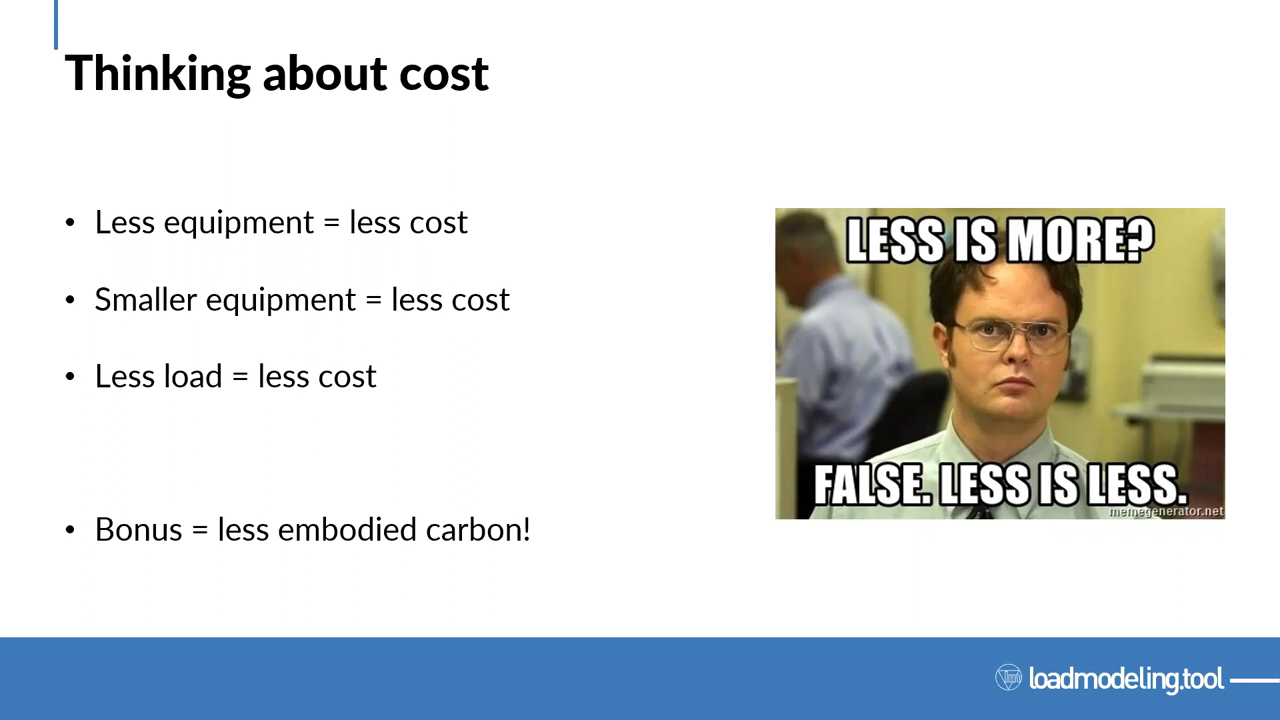 Thinking about cost
• Less equipment = less cost
• Smaller equipment = less cost
• Less load = less cost
• Bonus = less embodied carbon!
LESS IS MORE?
FALSE. LESS IS LESS.
memegenerator.net
loadmodeling.tool